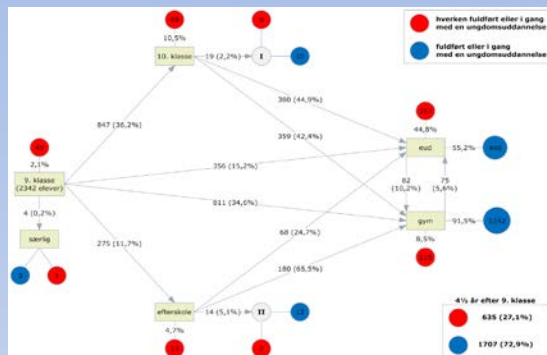 10,5%
10. klasse
19 (2,2%)
I
hverken fuldført eller i gang
med en ungdomsuddannelse
fuldført eller i gang
med en ungdomsuddannelse
847 (36,2%)
380 (44,9%)
359 (42,4%)
44,8%
eud
55,2%
2,1%
9. klasse
(2342 elever)
356 (15,2%)
82
(10,2%)
75
(5,6%)
4 (0,2%)
811 (34,6%)
særlig
275 (11,7%)
68 (24,7%)
gym
91,5%
8,5%
180 (65,5%)
efterskole
14 (5,1%)
II
4,7%
4½ år efter 9. klasse
635 (27,1%)
1707 (72,9%)